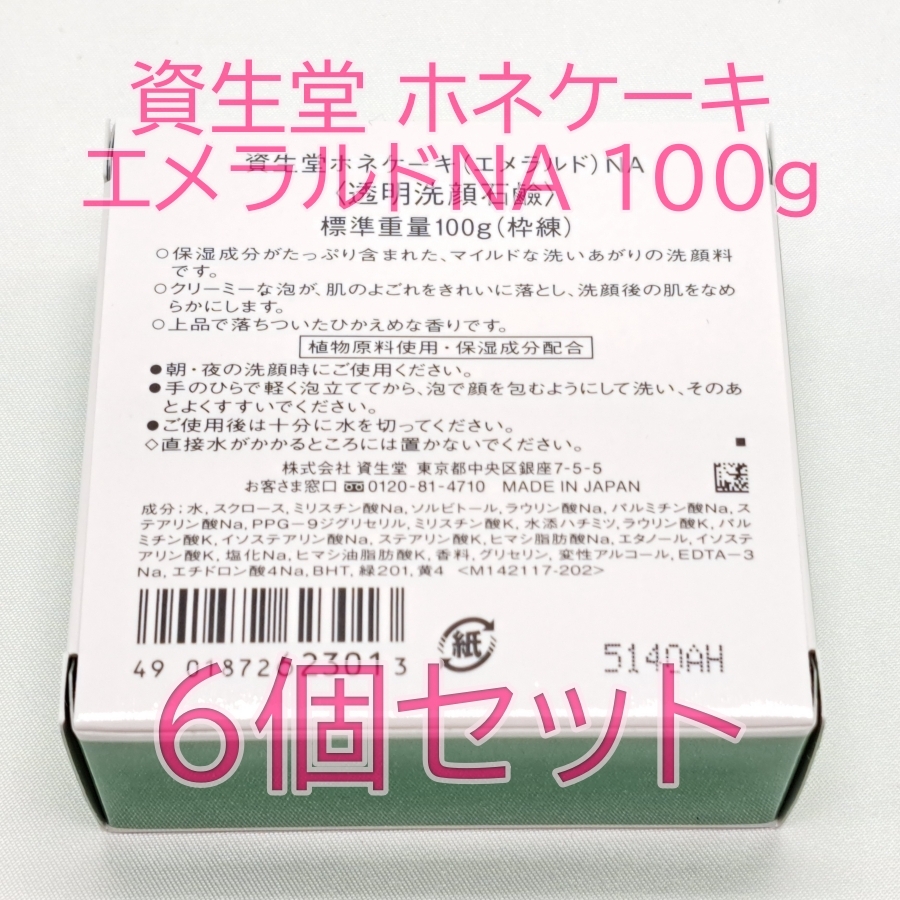 資生堂 ホネケーキ
エメラルドNA 100g
資生堂ホネケーキ(エメラルド)NA
〈透明洗顔石鹸〉
標準重量100g(枠練)
○保湿成分がたっぷり含まれた、マイルドな洗いあがりの洗顔料
です。
○クリーミーな泡が、肌のよごれをきれいに落とし、洗顔後の肌をなめ
らかにします。
○上品で落ちついたひかえめな香りです。
植物原料使用・保湿成分配合
●朝・夜の洗顔時にご使用ください。
●手のひらで軽く泡立ててから、泡で顔を包むようにして洗い、そのあ
とよくすすいでください。
●ご使用後は十分に水を切ってください。
◇直接水がかかるところには置かないでください。
株式会社 資生堂 東京都中央区銀座7-5-5
お客さま窓口 0120-81-4710 MADE IN JAPAN
成分:水, スクロース, ミリスチン酸Na, ソルビトール, ラウリン酸Na, パルミチン酸Na, ス
テアリン酸Na, PPG-9ジグリセリル, ミリスチン酸K, 水添ハチミツ, ラウリン酸K, パル
ミチン酸K, イソステアリン酸Na, ステアリン酸K, ヒマシ脂肪酸Na, エタノール, イソステ
アリン酸K, 塩化Na, ヒマシ油脂肪酸K, 香料, グリセリン, 変性アルコール, EDTA-3
Na, エチドロン酸4Na, BHT, 緑201, 黄4 <M142117-202>
紙
4901872623013
5140AH
6個セット